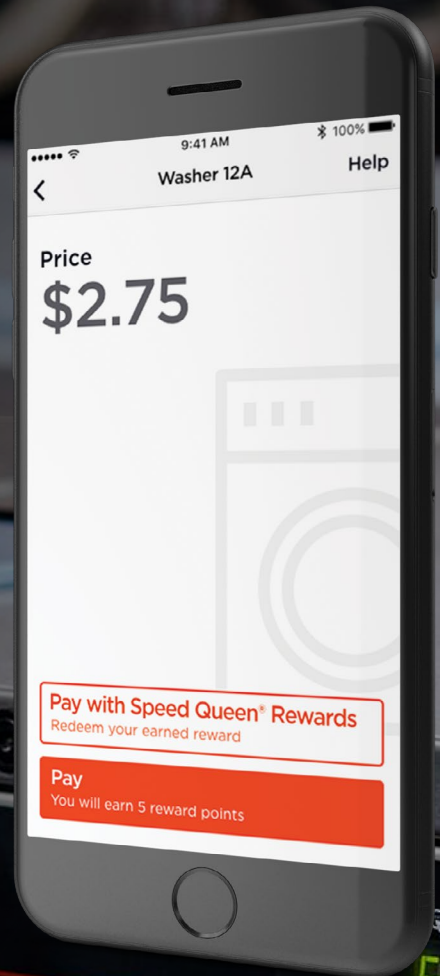 9:41 AM
100%
Washer 12A
Help
Price
$2.75
Pay with Speed Queen® Rewards
Redeem your earned reward
Pay
You will earn 5 reward points